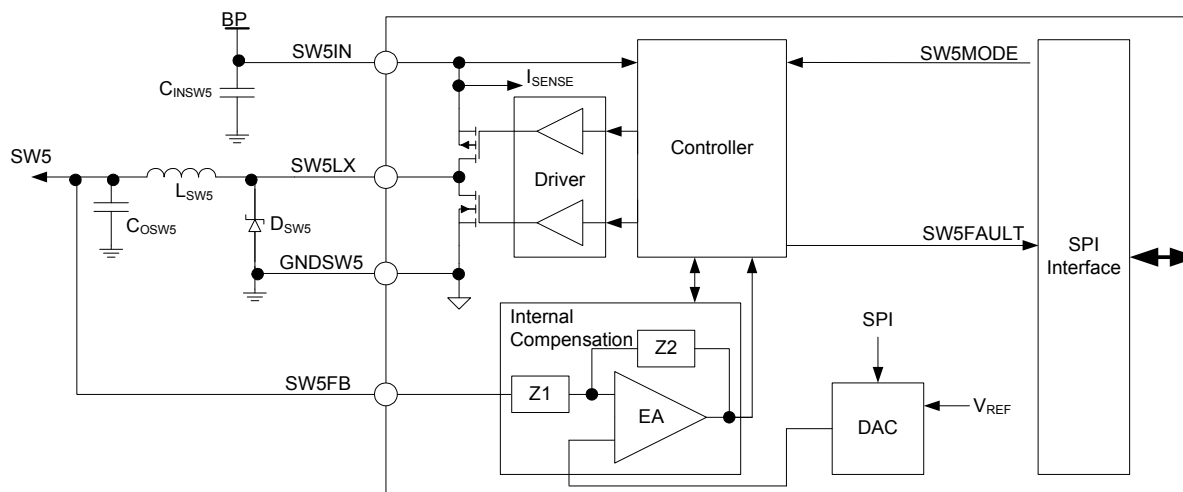 BP
SW5IN
SW5MODE
CINSW5
ISENSE
Controller
SW5
SW5LX
Driver
LSW5
COSW5
DSW5
SW5FAULT
SPI
Interface
GNDSW5
Internal
Compensation
SPI
Z2
SW5FB
Z1
EA
VREF
DAC